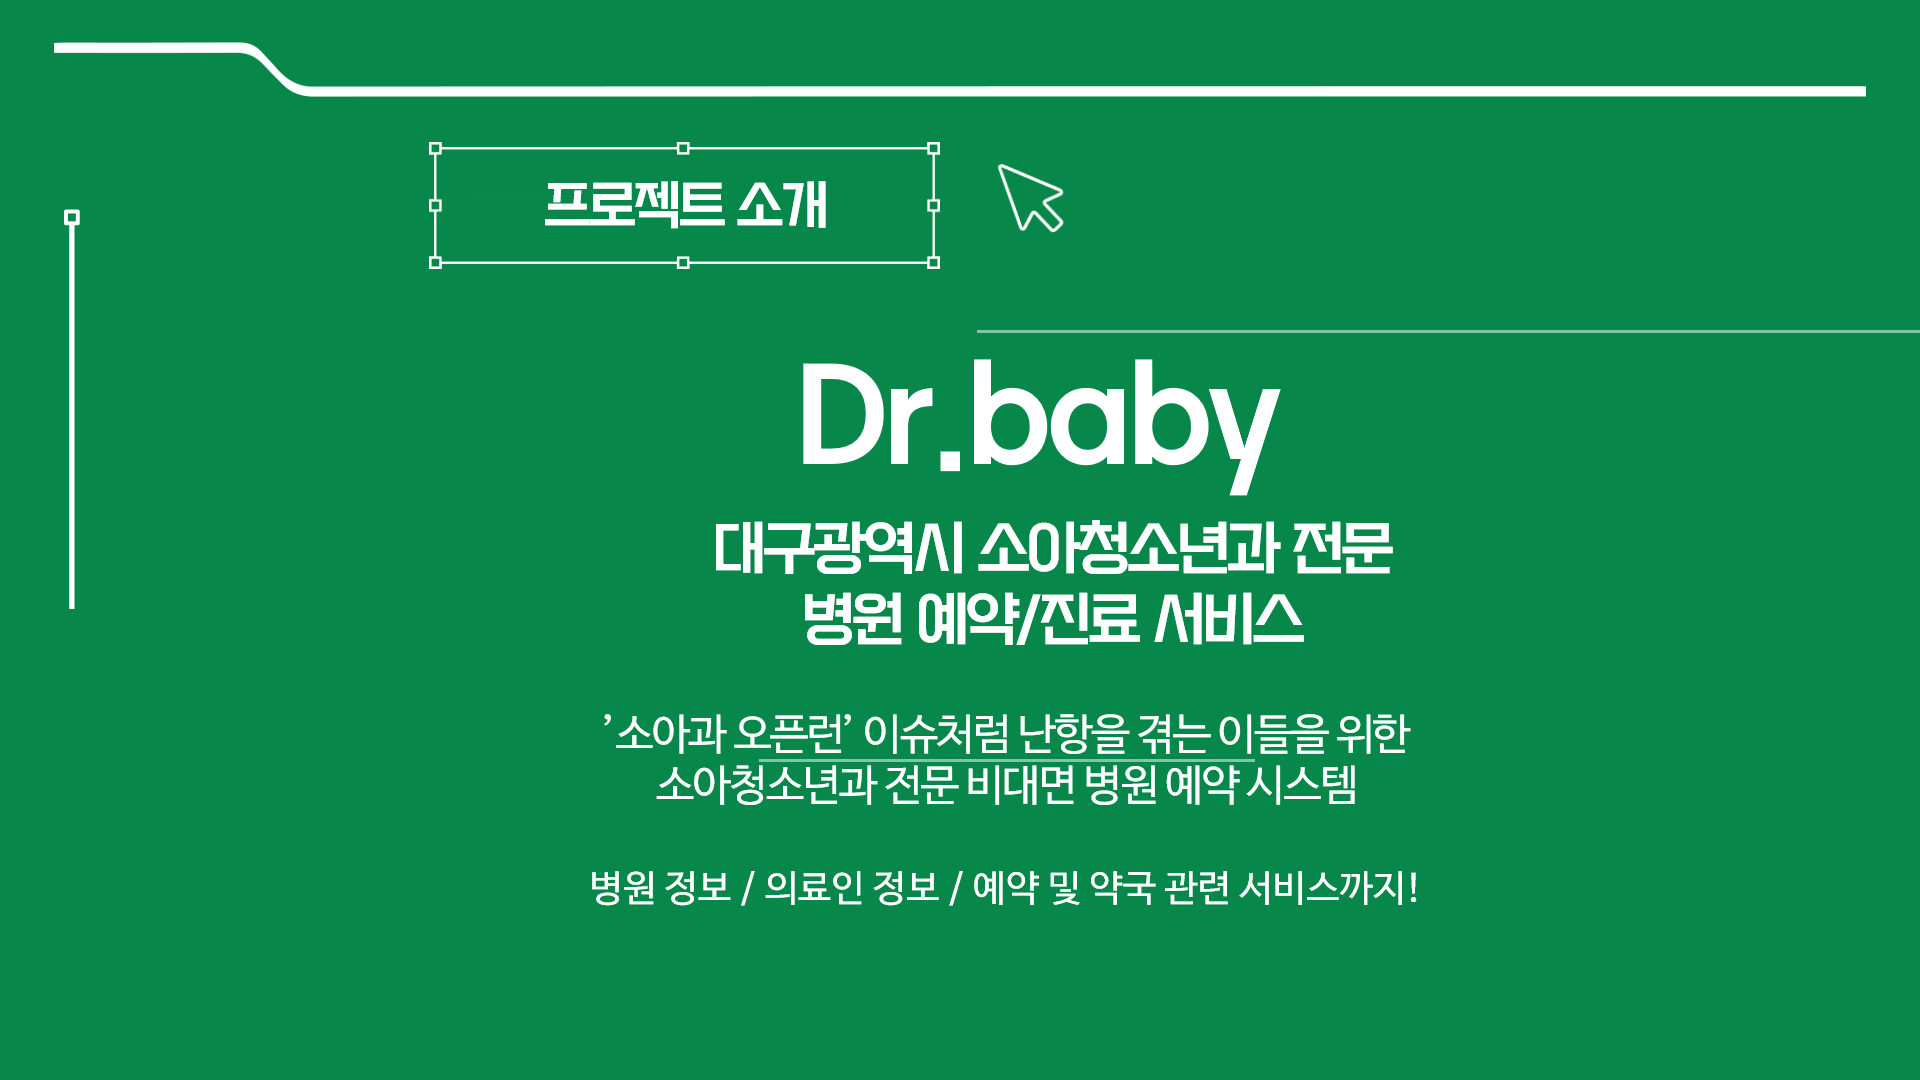 프로젝트 소개
Dr.baby
대구광역시 소아청소년과 전문
병원 예약/진료 서비스
’소아과 오픈런’ 이슈처럼 난항을 겪는 이들을 위한
소아청소년과 전문 비대면 병원 예약 시스템
병원 정보 / 의료인 정보 / 예약 및 약국 관련 서비스까지!